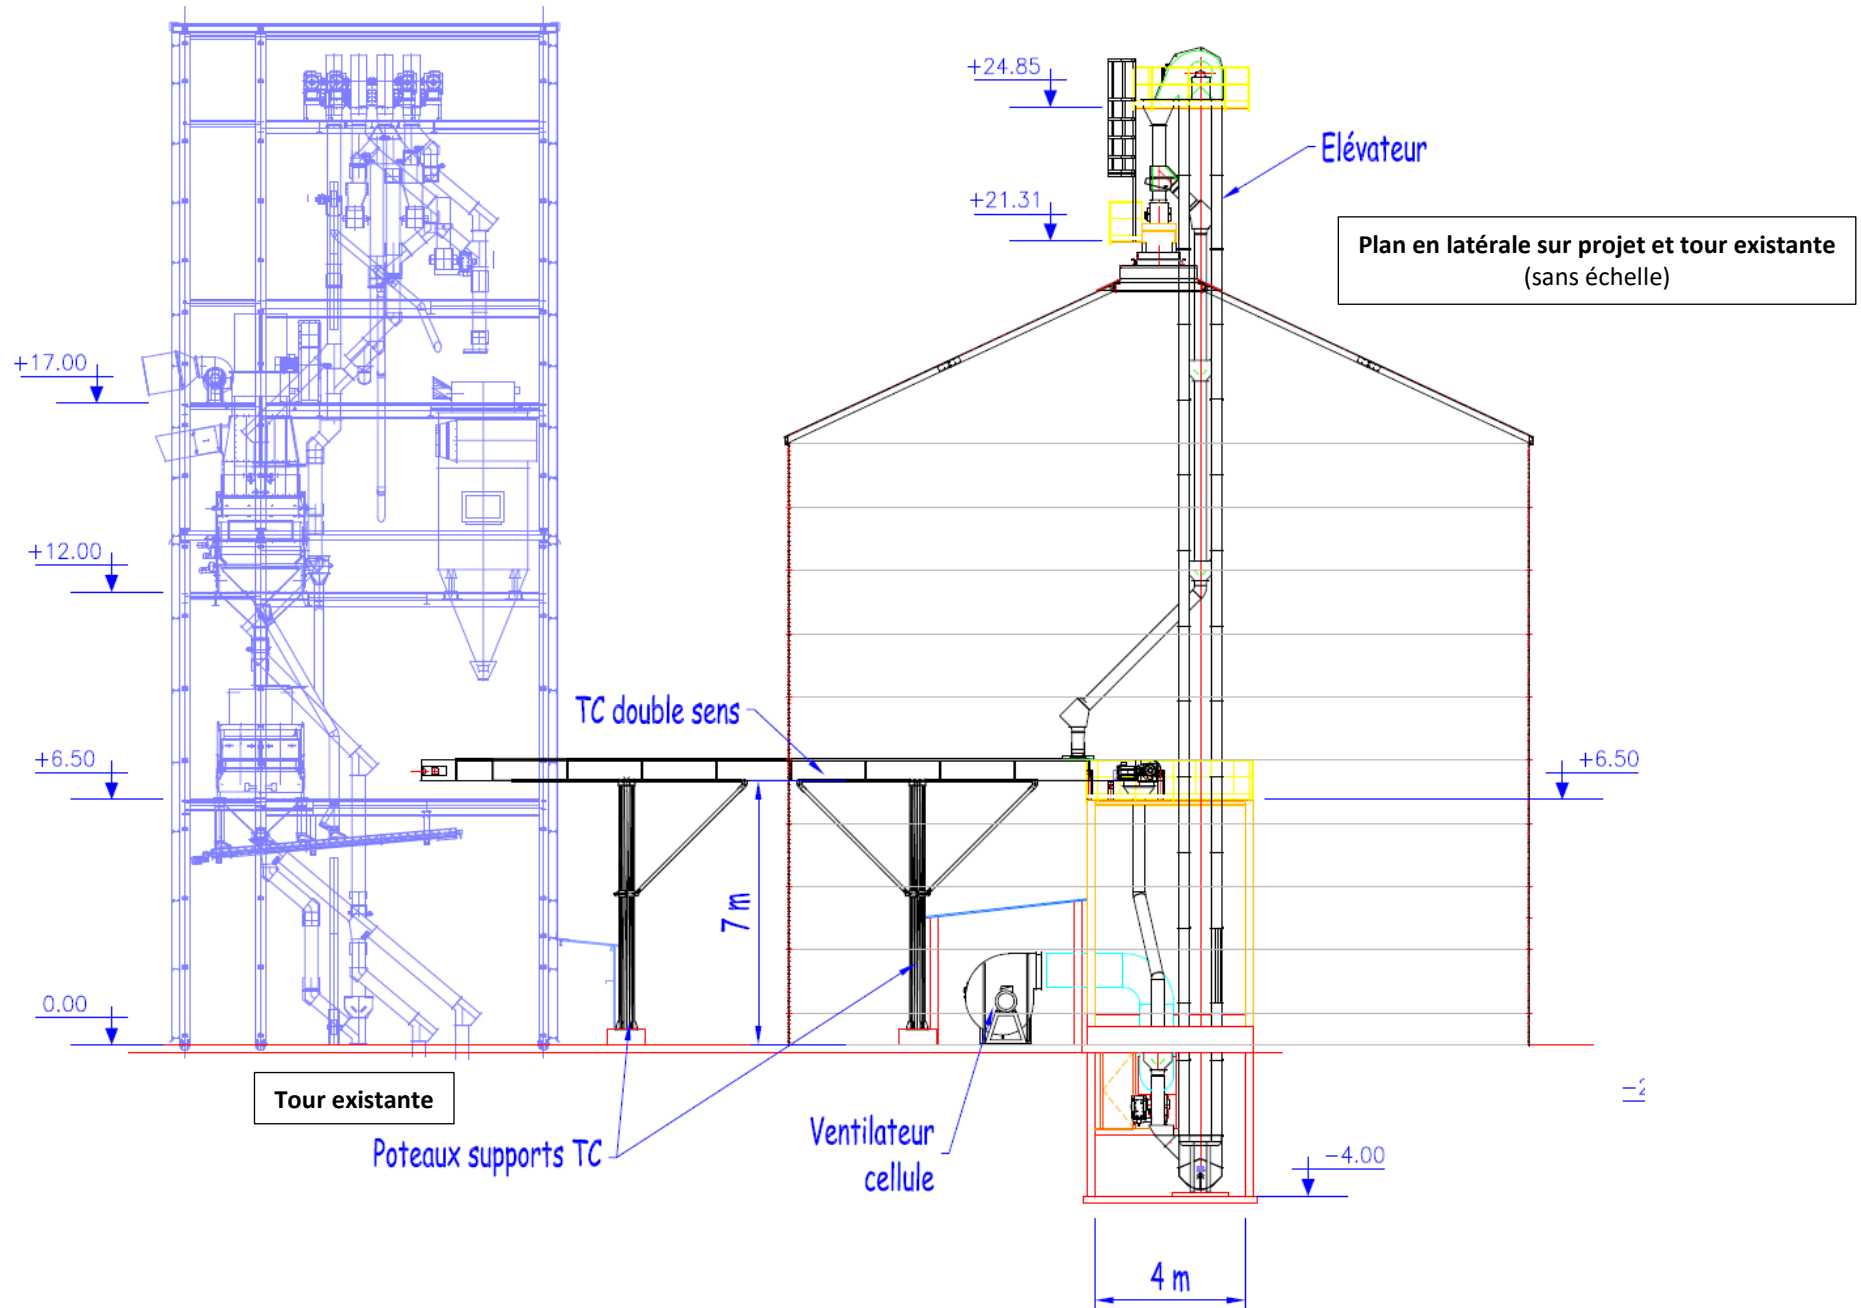 +24.85
Elévateur
+21.31
Plan en latérale sur projet et tour existante
(sans échelle)
+17.00
+12.00
TC double sens
+6.50
+6.50
7 m
0.00
Tour existante
Poteaux supports TC
Ventilateur
cellule
-4.00
4 m